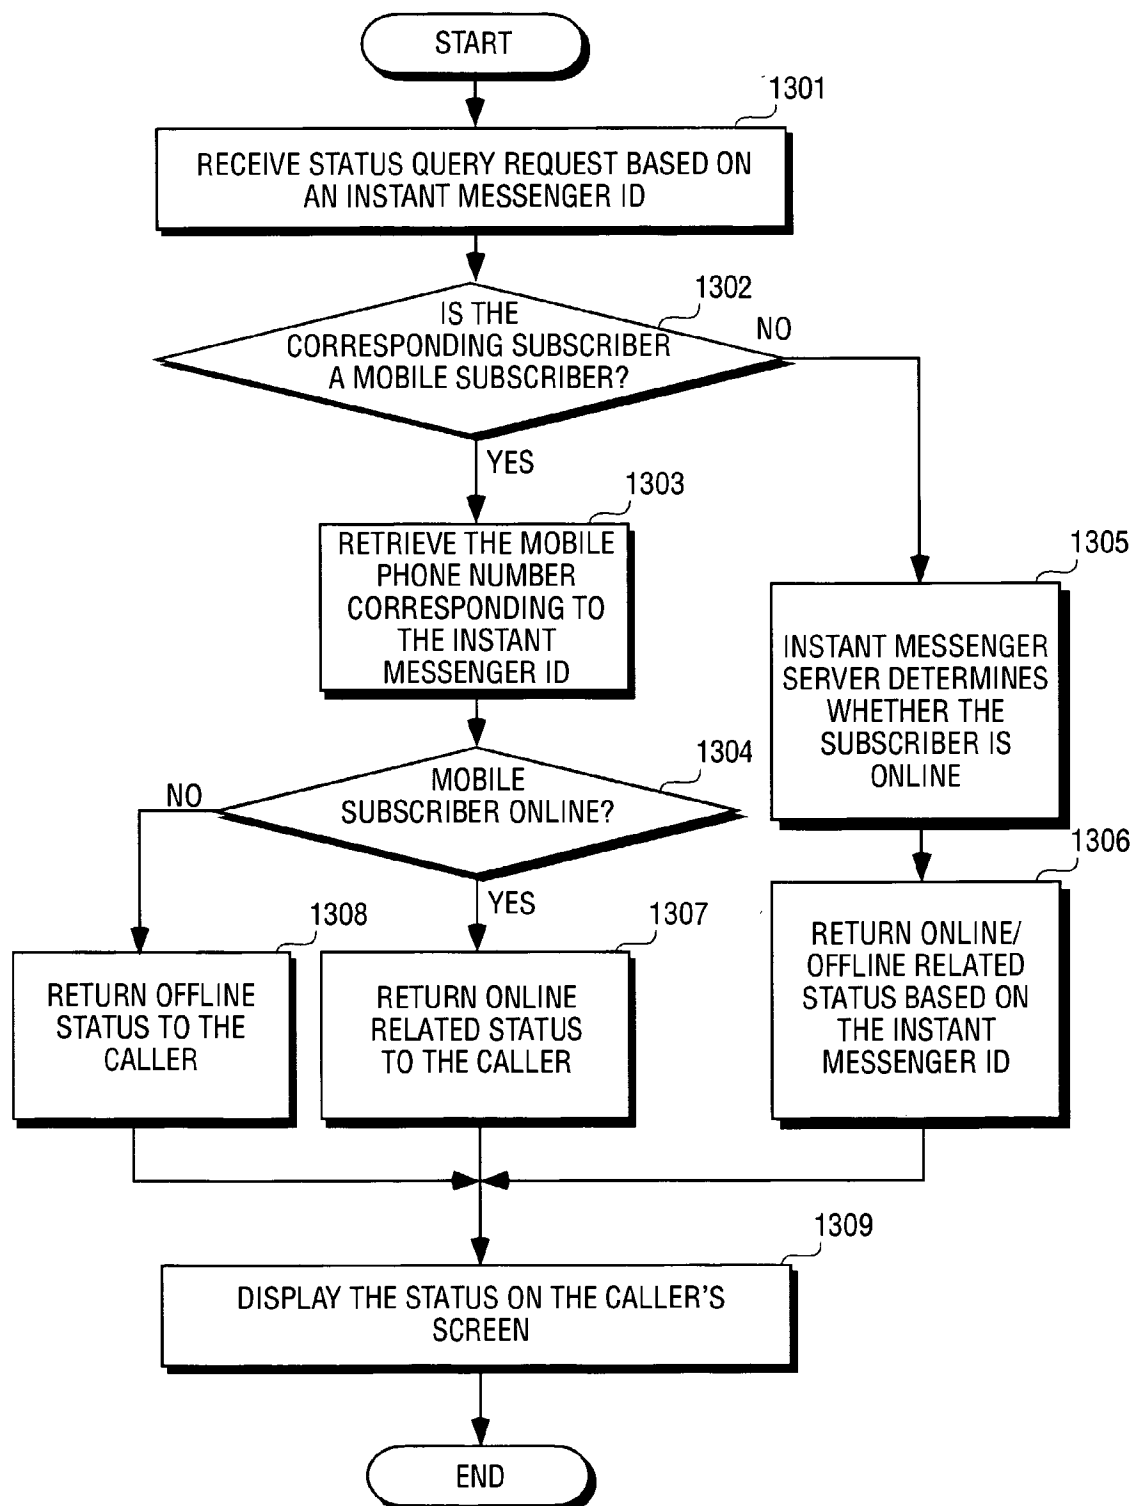 START
1301
RECEIVE STATUS QUERY REQUEST BASED ON
AN INSTANT MESSENGER ID
1302
IS THE
CORRESPONDING SUBSCRIBER
A MOBILE SUBSCRIBER?
NO
YES
1303
RETRIEVE THE MOBILE
PHONE NUMBER
CORRESPONDING TO
THE INSTANT
MESSENGER ID
1305
INSTANT MESSENGER
SERVER DETERMINES
WHETHER THE
SUBSCRIBER IS
ONLINE
1304
MOBILE
SUBSCRIBER ONLINE?
NO
YES
1306
RETURN ONLINE/
OFFLINE RELATED
STATUS BASED ON
THE INSTANT
MESSENGER ID
1308
RETURN OFFLINE
STATUS TO THE
CALLER
1307
RETURN ONLINE
RELATED STATUS
TO THE CALLER
1309
DISPLAY THE STATUS ON THE CALLER'S
SCREEN
END